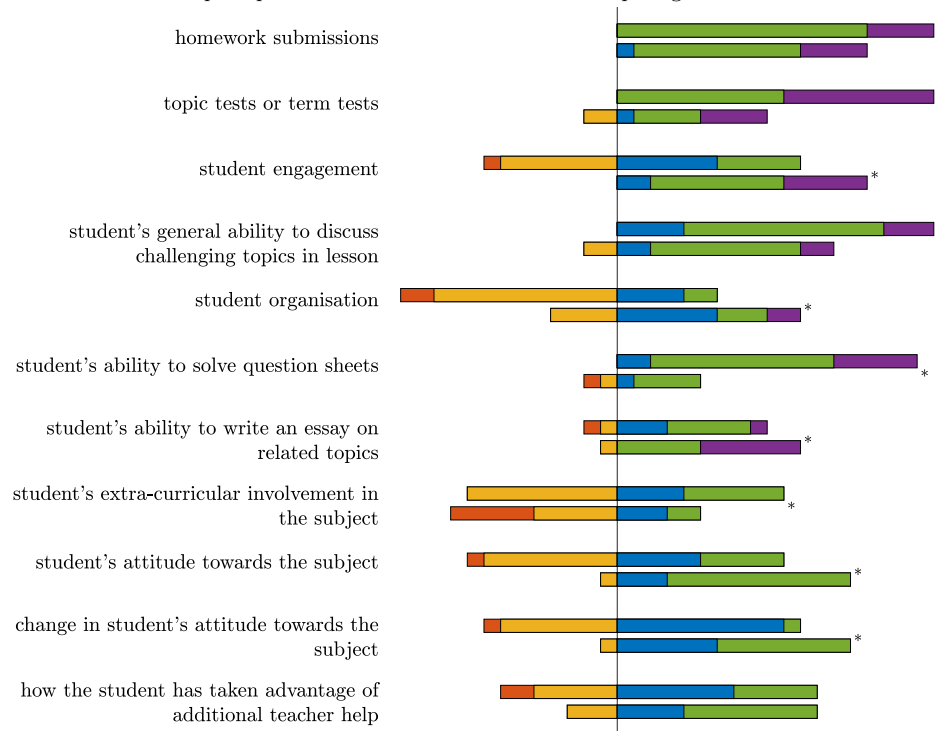 homework submissions
topic tests or term tests
student engagement
*
student's general ability to discuss
challenging topics in lesson
student organisation
*
student's ability to solve question sheets
*
student's ability to write an essay on
related topics
*
student's extra-curricular involvement in
the subject
*
student's attitude towards the subject
*
change in student's attitude towards the
subject
*
how the student has taken advantage of
additional teacher help